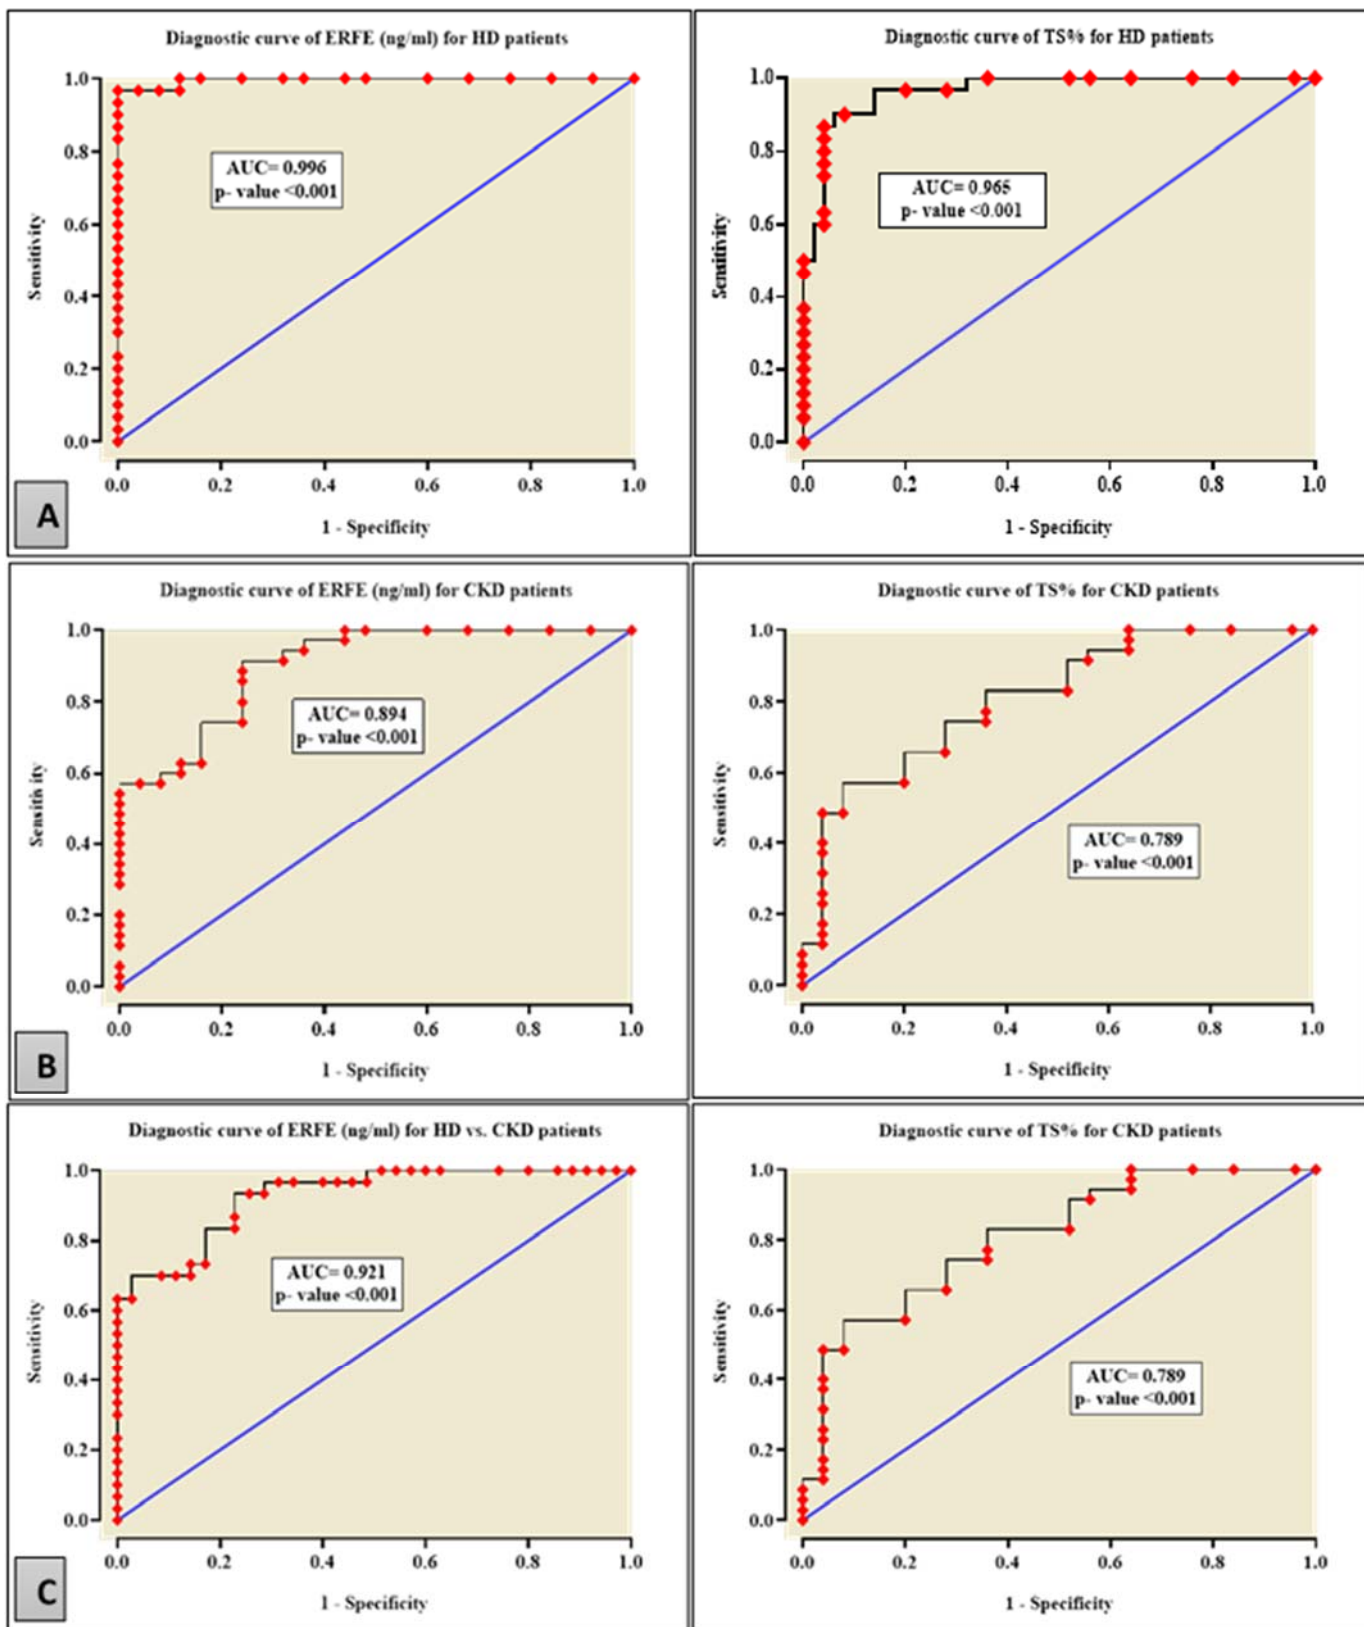 Diagnostic curve of ERFE (ng/ml) for HD patients
1.0
0.8
0.6
0.4
0.2
0.0
Sensitivity
AUC= 0.996
p- value <0.001
0.0 0.2 0.4 0.6 0.8 1.0
1 - Specificity
A
Diagnostic curve of TS% for HD patients
1.0
0.8
0.6
0.4
0.2
0.0
Sensitivity
AUC= 0.965
p- value <0.001
0.0 0.2 0.4 0.6 0.8 1.0
1 - Specificity
Diagnostic curve of ERFE (ng/ml) for CKD patients
1.0
0.8
0.6
0.4
0.2
0.0
Sensitivity
AUC= 0.894
p- value <0.001
0.0 0.2 0.4 0.6 0.8 1.0
1 - Specificity
B
Diagnostic curve of TS% for CKD patients
1.0
0.8
0.6
0.4
0.2
0.0
Sensitivity
AUC= 0.789
p- value <0.001
0.0 0.2 0.4 0.6 0.8 1.0
1 - Specificity
Diagnostic curve of ERFE (ng/ml) for HD vs. CKD patients
1.0
0.8
0.6
0.4
0.2
0.0
Sensitivity
AUC= 0.921
p- value <0.001
0.0 0.2 0.4 0.6 0.8 1.0
1 - Specificity
C
Diagnostic curve of TS% for CKD patients
1.0
0.8
0.6
0.4
0.2
0.0
Sensitivity
AUC= 0.789
p- value <0.001
0.0 0.2 0.4 0.6 0.8 1.0
1 - Specificity